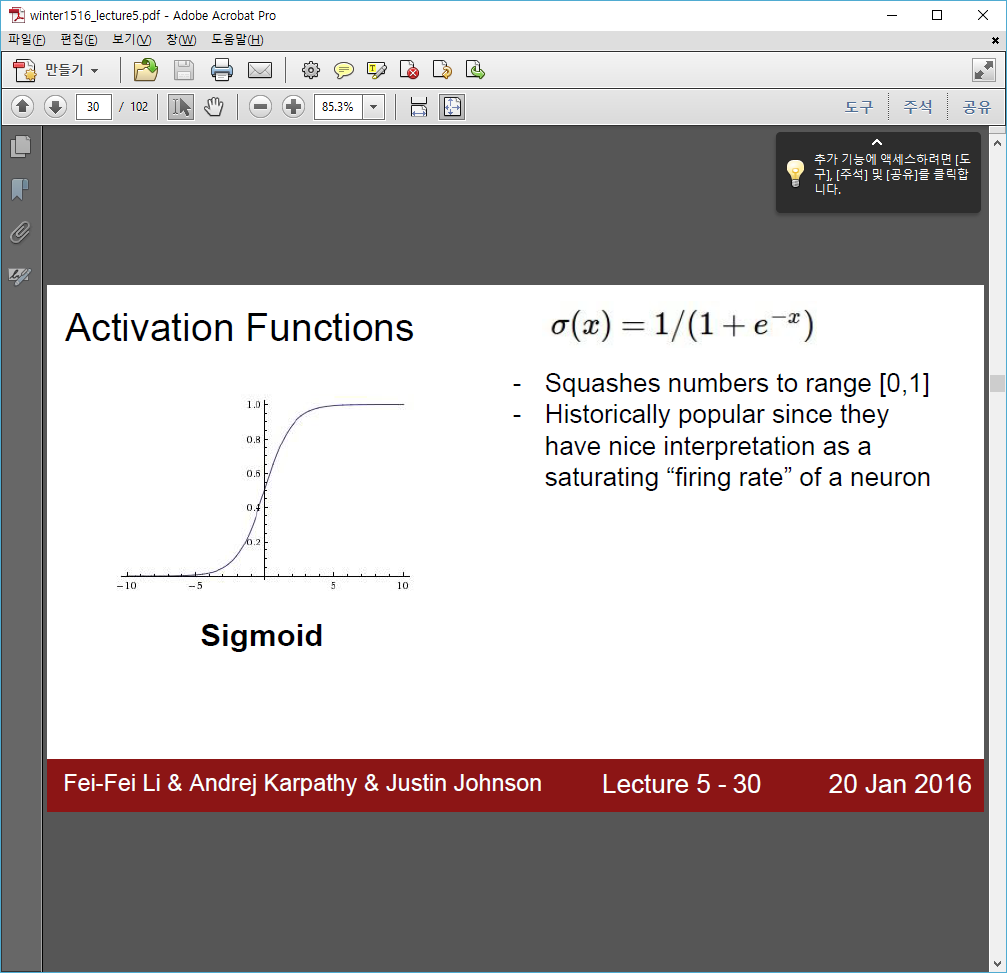 winter1516_lecture5.pdf - Adobe Acrobat Pro
파일(F) 편집(E) 보기(V) 창(W) 도움말(H)
만들기
30 / 102 85.3% 도구 주석 공유
추가 기능에 액세스하려면 [도
구], [주석] 및 [공유]를 클릭합
니다.
Activation Functions
σ(x) = 1/(1 + e⁻ˣ)
- Squashes numbers to range [0,1]
- Historically popular since they
have nice interpretation as a
saturating “firing rate” of a neuron
1.0
0.8
0.6
0.4
0.2
−10 −5 5 10
Sigmoid
Fei-Fei Li & Andrej Karpathy & Justin Johnson Lecture 5 - 30 20 Jan 2016